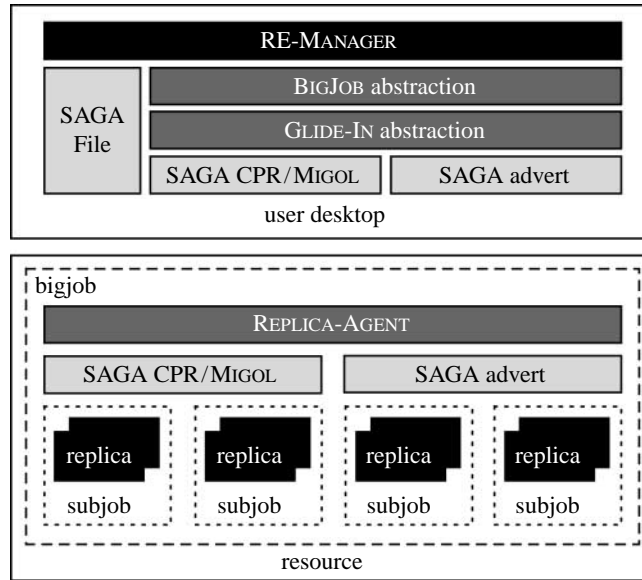 RE-MANAGER
SAGA
File
BIGJOB abstraction
GLIDE-IN abstraction
SAGA CPR/MIGOL
SAGA advert
user desktop
bigjob
REPLICA-AGENT
SAGA CPR/MIGOL
SAGA advert
replica
replica
replica
replica
subjob
subjob
subjob
subjob
resource